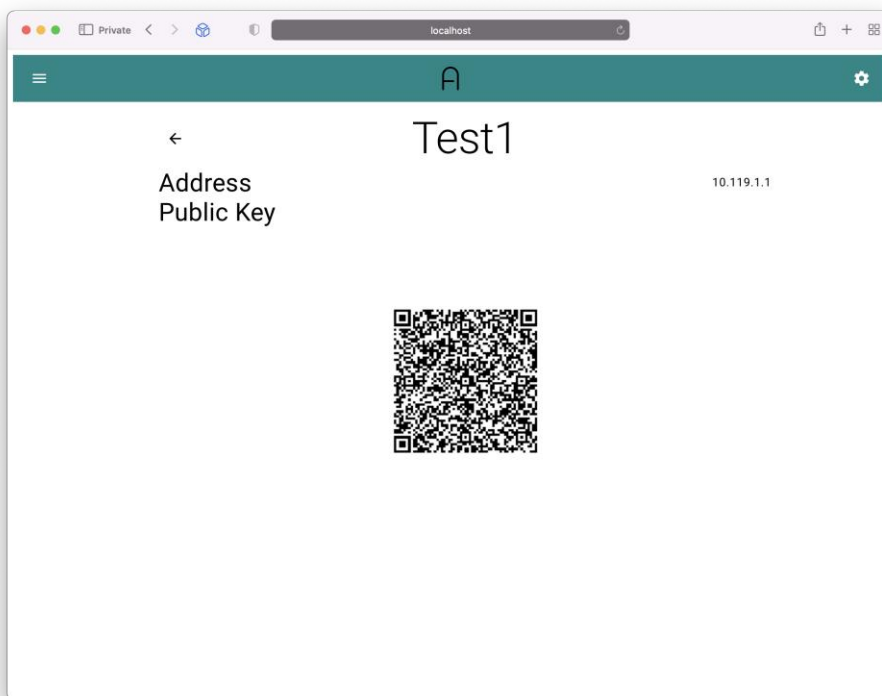 Private
localhost
A
Test1
Address 10.119.1.1
Public Key